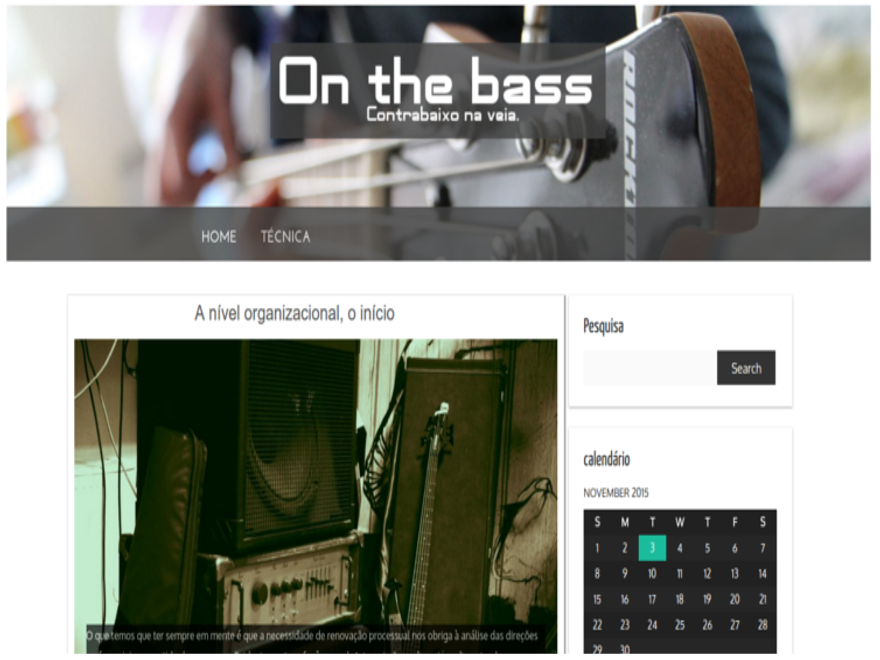 On the bass
Contrabaixo na veia.
ROCK
HOME TÉCNICA
A nível organizacional, o início
O que temos que ter sempre em mente é que a necessidade de renovação processual nos obriga à análise das direções
Pesquisa
Search
calendário
NOVEMBER 2015
S M T W T F S
1 2 3 4 5 6 7
8 9 10 11 12 13 14
15 16 17 18 19 20 21
22 23 24 25 26 27 28
29 30